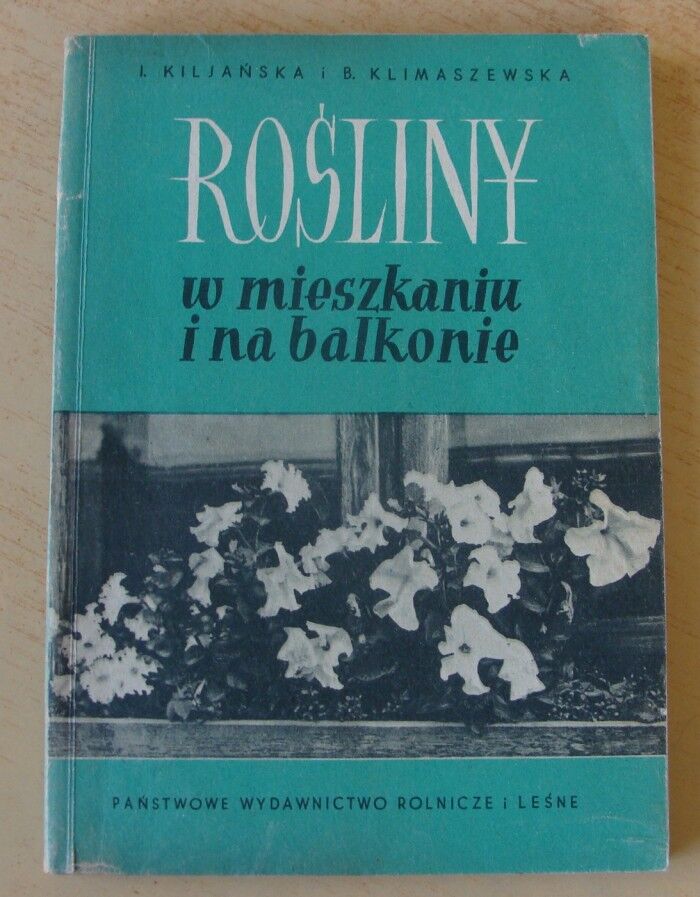 I. KILJAŃSKA i B. KLIMASZEWSKA
ROŚLINY
w mieszkaniu
i na balkonie
PAŃSTWOWE WYDAWNICTWO ROLNICZE i LEŚNE